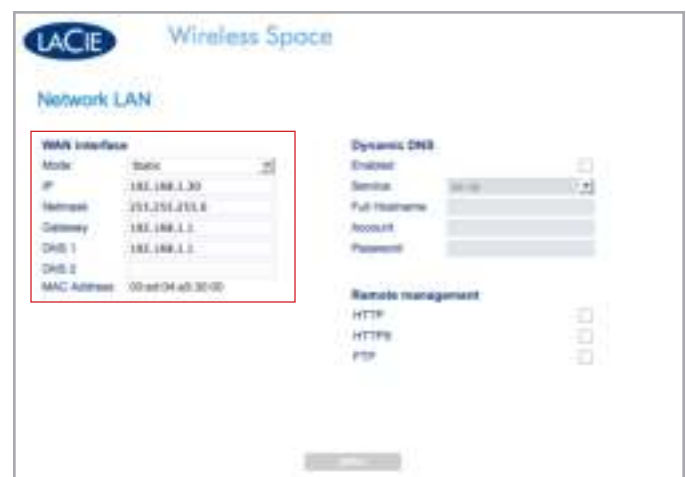 LACIE
Wireless Space
Network LAN
WAN interface
Mode Static
IP 192.168.1.30
Netmask 255.255.255.0
Gateway 192.168.1.1
DNS 1 192.168.1.1
DNS 2
MAC Address
Dynamic DNS
Enabled
Service
Full Hostname
Account
Password
Remote management
HTTP
HTTPS
FTP